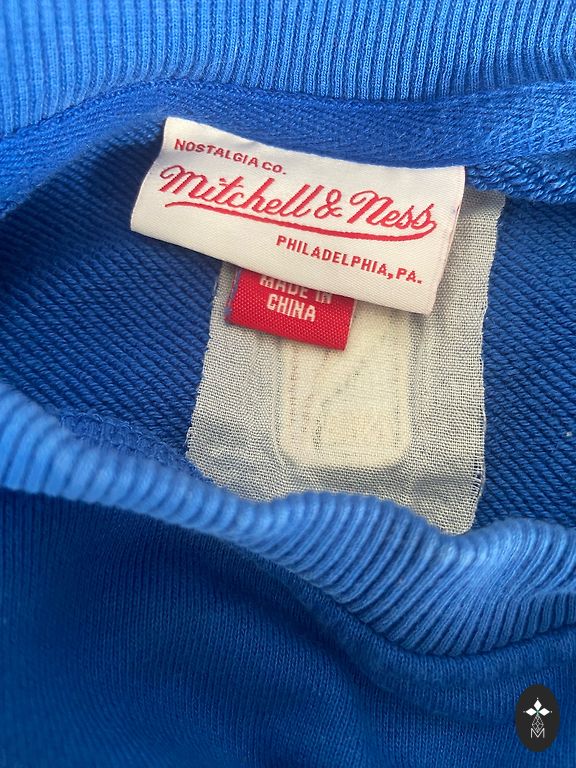 NOSTALGIA CO.
Mitchell & Ness
PHILADELPHIA, PA.
MADE IN
CHINA